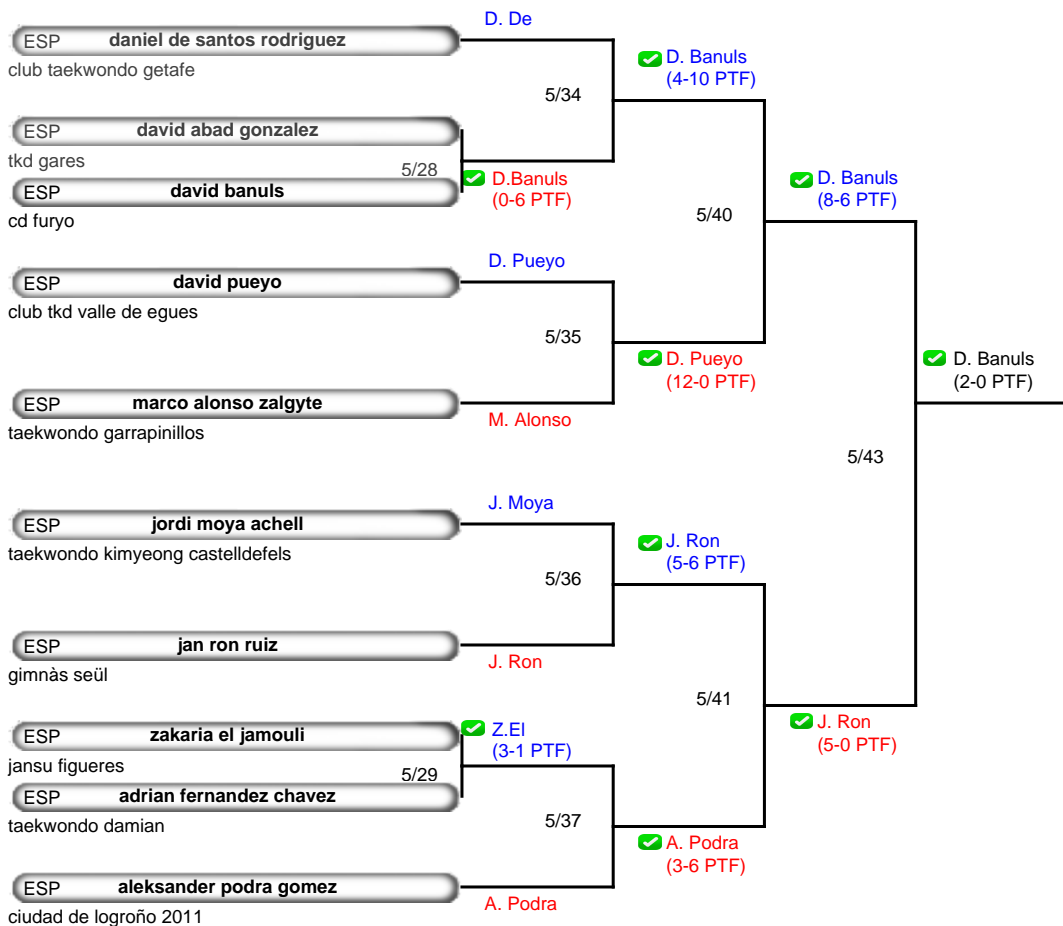 D. De
ESP daniel de santos rodriguez
club taekwondo getafe
D. Banuls
(4-10 PTF)
5/34
ESP david abad gonzalez
tkd gares
5/28
D.Banuls
(0-6 PTF)
ESP david banuls
cd furyo
D. Banuls
(8-6 PTF)
5/40
D. Pueyo
ESP david pueyo
club tkd valle de egues
5/35
D. Pueyo
(12-0 PTF)
D. Banuls
(2-0 PTF)
ESP marco alonso zalgyte
taekwondo garrapinillos
M. Alonso
5/43
J. Moya
ESP jordi moya achell
taekwondo kimyeong castelldefels
J. Ron
(5-6 PTF)
5/36
ESP jan ron ruiz
gimnàs seül
J. Ron
5/41
J. Ron
(5-0 PTF)
ESP zakaria el jamouli
jansu figueres
Z.El
(3-1 PTF)
5/29
ESP adrian fernandez chavez
taekwondo damian
5/37
A. Podra
(3-6 PTF)
ESP aleksander podra gomez
ciudad de logroño 2011
A. Podra